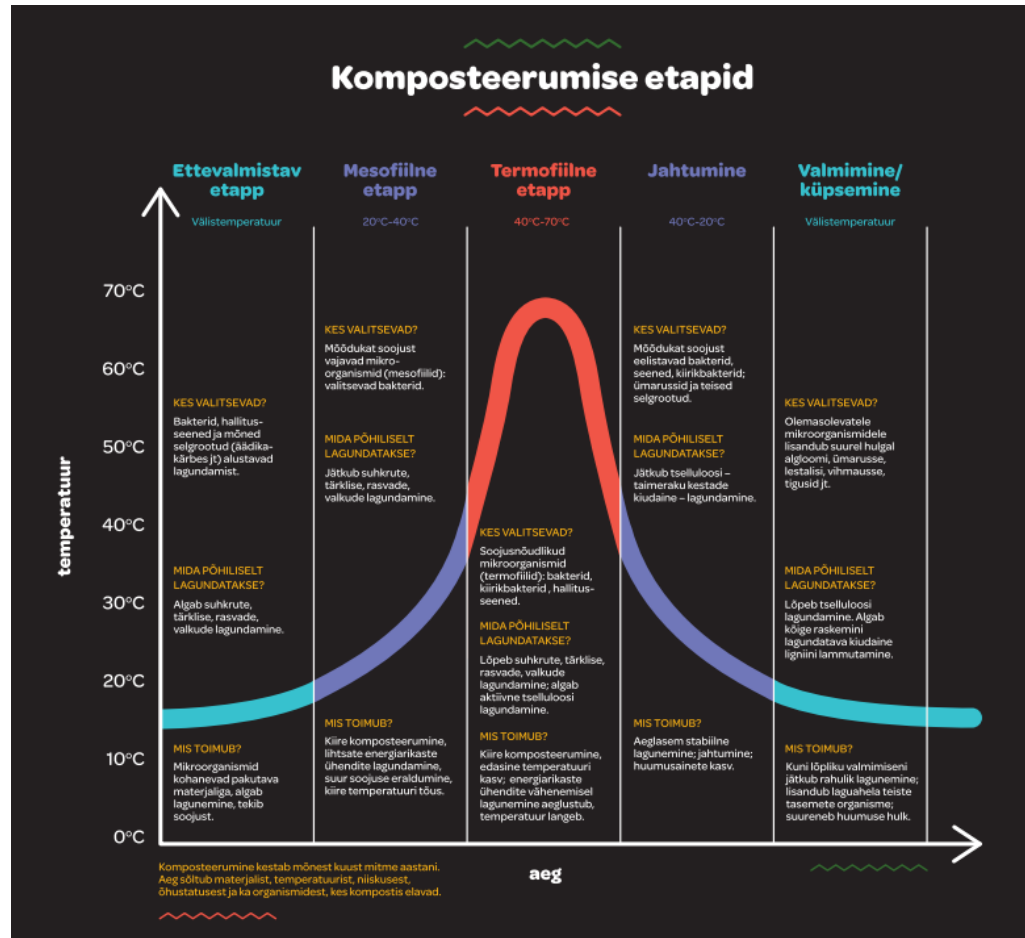 Komposteerumise etapid
Ettevalmistav
etapp
Välistemperatuur
Mesofiilne
etapp
20°C-40°C
Termofiilne
etapp
40°C-70°C
Jahtumine
40°C-20°C
Valmimine/
küpsemine
Välistemperatuur
temperatuur
70°C
60°C
50°C
40°C
30°C
20°C
10°C
0°C
KES VALITSEVAD?
Bakterid, hallitus-
seened ja mõned
selgrootud (äädika-
kärbes jt) alustavad
lagundamist.
MIDA PÕHILISELT
LAGUNDATAKSE?
Algab suhkrute,
tärklise, rasvade,
valkude lagundamine.
MIS TOIMUB?
Mikroorganismid
kohanevad pakutava
materjaliga, algab
lagunemine, tekib
soojust.
KES VALITSEVAD?
Mõõdukat soojust
vajavad mikro-
organismid (mesofiilid):
valitsevad bakterid.
MIDA PÕHILISELT
LAGUNDATAKSE?
Jätkub suhkrute,
tärklise, rasvade,
valkude lagundamine.
MIS TOIMUB?
Kiire komposteerumine,
lihtsate energiarikaste
ühendite lagundamine,
suur soojuse eraldumine,
kiire temperatuuri tõus.
KES VALITSEVAD?
Soojusnõudlikud
mikroorganismid
(termofiilid): bakterid,
kiirikbakterid , hallitus-
seened.
MIDA PÕHILISELT
LAGUNDATAKSE?
Lõpeb suhkrute, tärklise,
rasvade, valkude
lagundamine; algab
aktiivne tselluloosi
lagundamine.
MIS TOIMUB?
Kiire komposteerumine,
edasine temperatuuri
kasv; energiarikaste
ühendite vähenemisel
lagunemine aeglustub,
temperatuur langeb.
KES VALITSEVAD?
Mõõdukat soojust
eelistavad bakterid,
seened, kiirikbakterid;
ümarussid ja teised
selgrootud.
MIDA PÕHILISELT
LAGUNDATAKSE?
Jätkub tselluloosi –
taimeraku kestade
kiudaine – lagundamine.
MIS TOIMUB?
Aeglasem stabiilne
lagunemine; jahtumine;
huumusainete kasv.
KES VALITSEVAD?
Olemasolevatele
mikroorganismidele
lisandub suurel hulgal
algloomi, ümarusse,
lestalisi, vihmausse,
tigusid jt.
MIDA PÕHILISELT
LAGUNDATAKSE?
Lõpeb tselluloosi
lagundamine. Algab
kõige raskemini
lagundatava kiudaine
ligniini lammutamine.
MIS TOIMUB?
Kuni lõpliku valmimiseni
jätkub rahulik lagunemine;
lisandub laguahela teiste
tasemete organisme;
suureneb huumuse hulk.
aeg
Komposteerumine kestab mõnest kuust mitme aastani.
Aeg sõltub materjalist, temperatuurist, niiskusest,
õhustatusest ja ka organismidest, kes kompostis elavad.